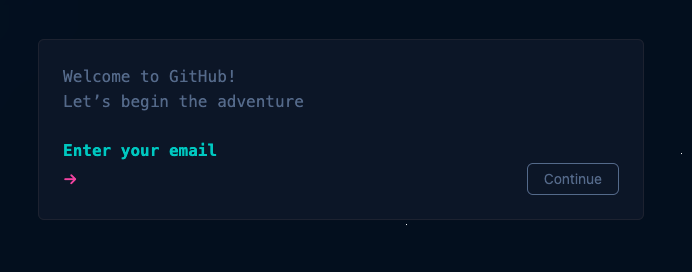 Welcome to GitHub!
Let’s begin the adventure
Enter your email
→
Continue